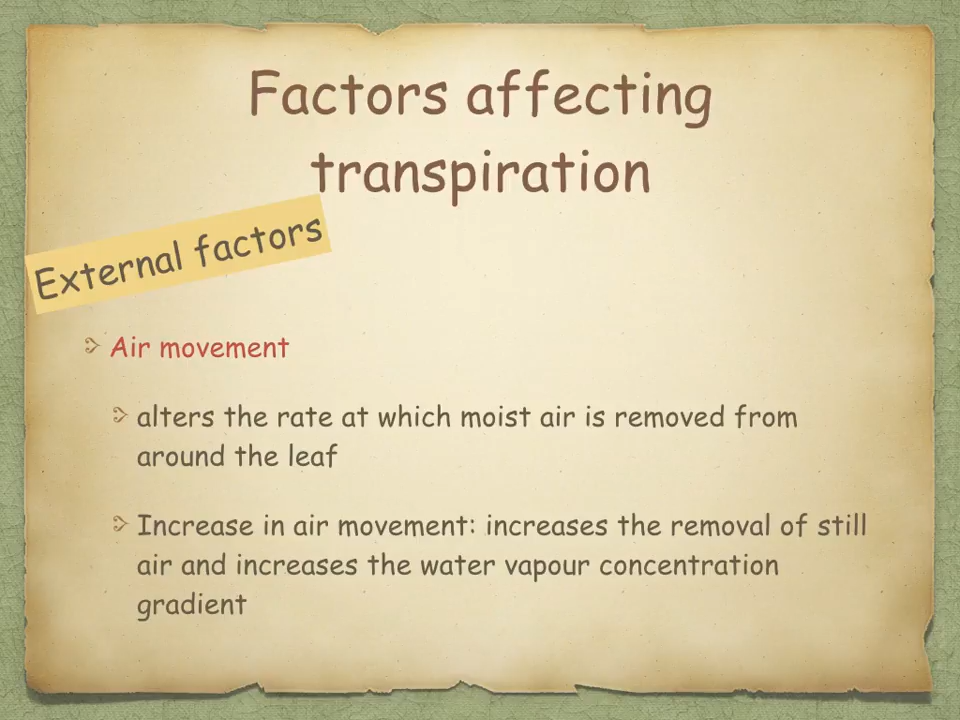 Factors affecting
transpiration
External factors
Air movement
alters the rate at which moist air is removed from
around the leaf
Increase in air movement: increases the removal of still
air and increases the water vapour concentration
gradient